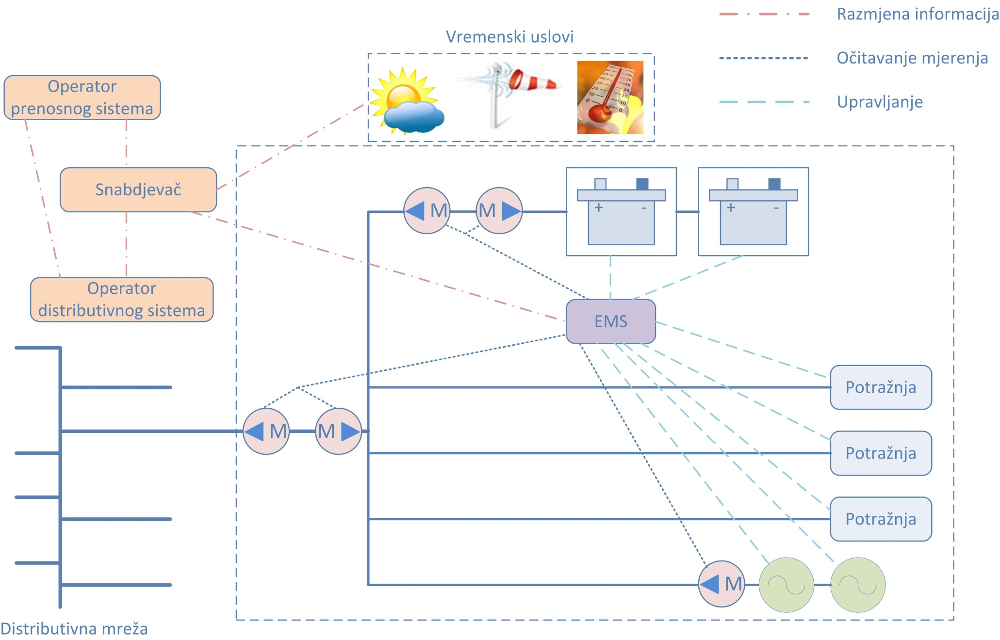 Razmjena informacija
Vremenski uslovi
Očitavanje mjerenja
Operator
prenosnog sistema
Upravljanje
Snabdjevač
M
M
+
-
+
-
Operator
distributivnog sistema
EMS
Potražnja
M
M
Potražnja
Potražnja
M
Distributivna mreža